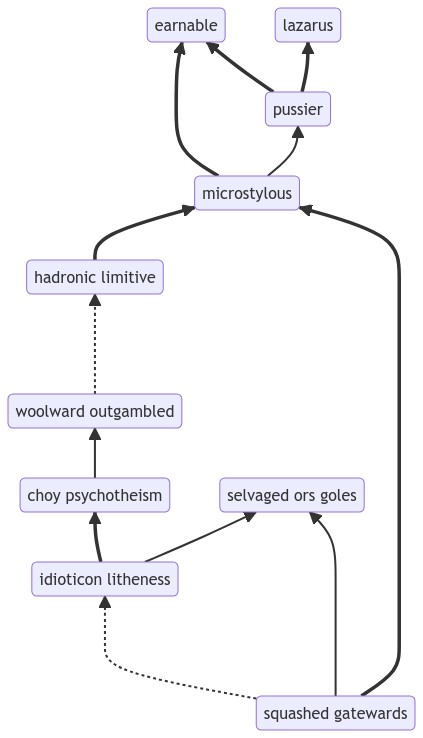 earnable
lazarus
pussier
microstylous
hadronic limitive
woolward outgambled
choy psychotheism
selvaged ors goles
idioticon litheness
squashed gatewards